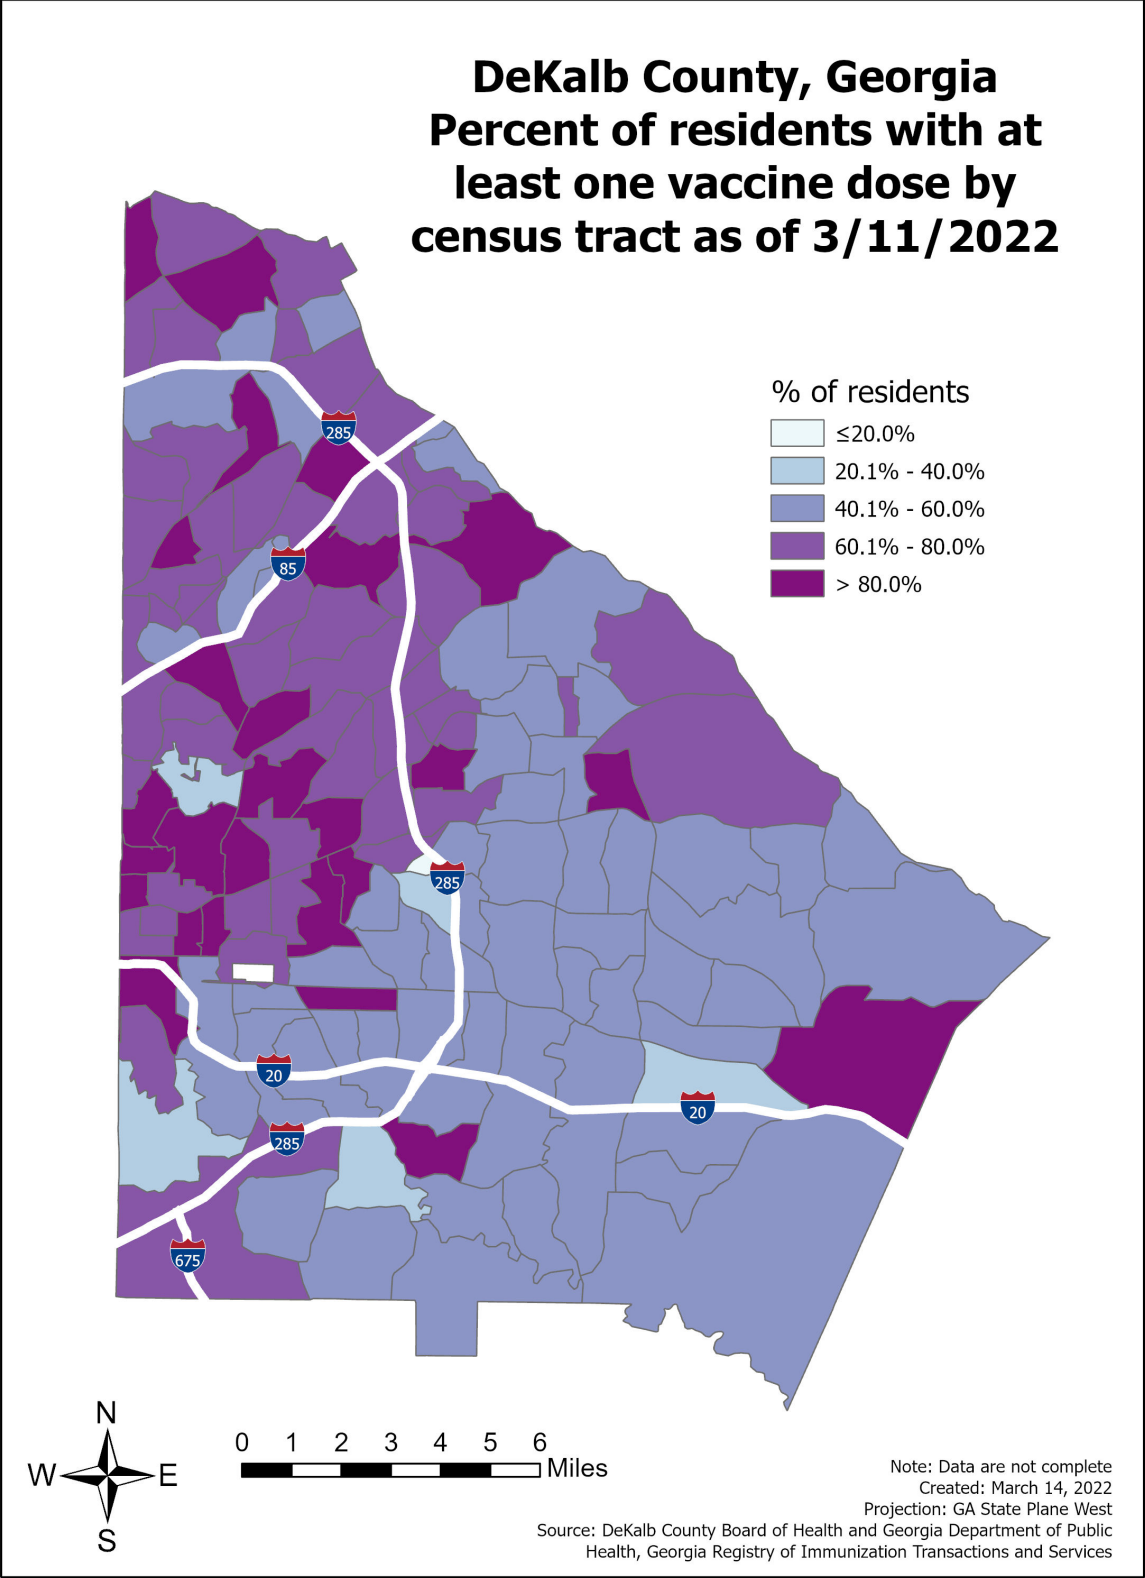 DeKalb County, Georgia
Percent of residents with at
least one vaccine dose by
census tract as of 3/11/2022
% of residents
≤20.0%
20.1% - 40.0%
40.1% - 60.0%
60.1% - 80.0%
> 80.0%
285
85
285
20
20
285
675
N
W E
S
0 1 2 3 4 5 6
Miles
Note: Data are not complete
Created: March 14, 2022
Projection: GA State Plane West
Source: DeKalb County Board of Health and Georgia Department of Public
Health, Georgia Registry of Immunization Transactions and Services